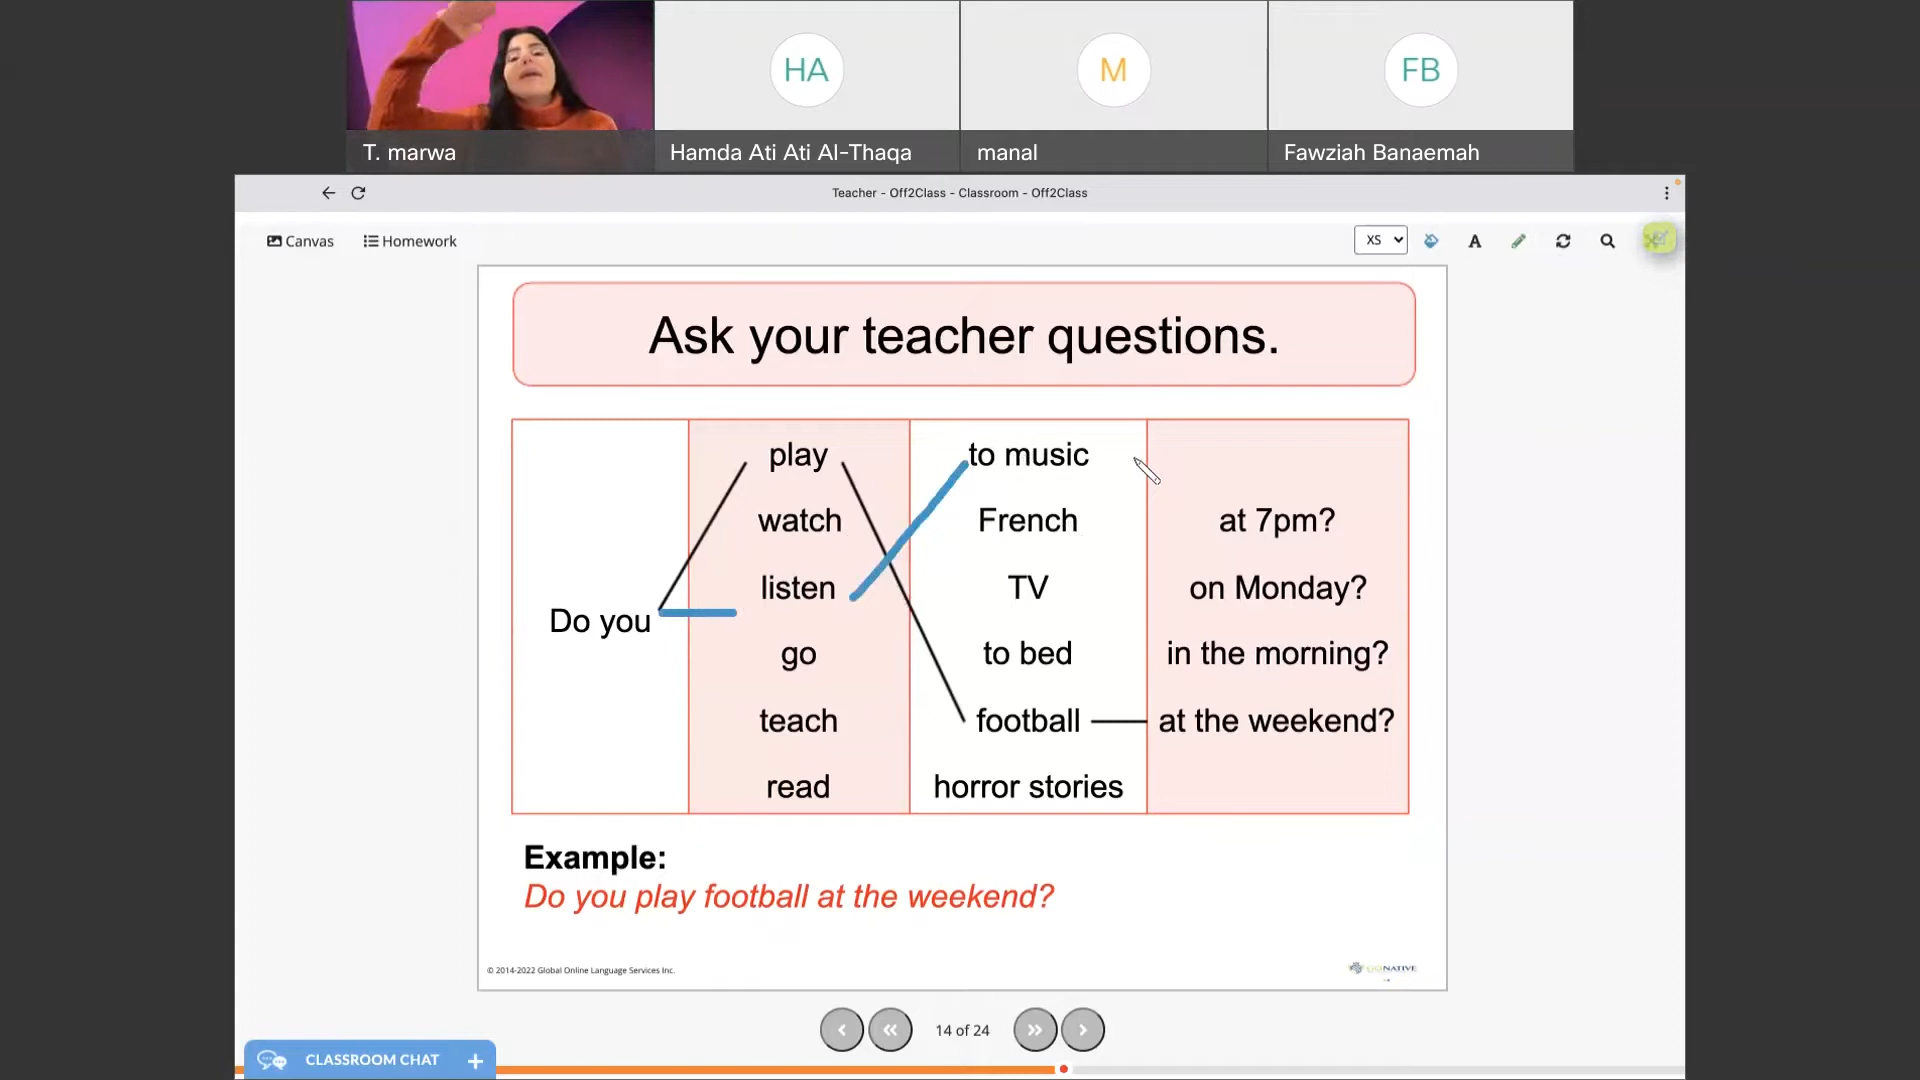 HA
M
FB
T. marwa
Hamda Ati Ati Al-Thaqa
manal
Fawziah Banaemah
Teacher - Off2Class - Classroom - Off2Class
Canvas
Homework
XS
A
Ask your teacher questions.
Do you
play
watch
listen
go
teach
read
to music
French
TV
to bed
football
horror stories
at 7pm?
on Monday?
in the morning?
at the weekend?
Example:
Do you play football at the weekend?
© 2014-2022 Global Online Language Services Inc.
GONATIVE
14 of 24
CLASSROOM CHAT